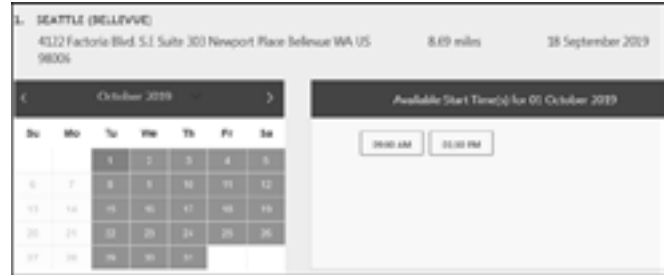 1. SEATTLE (BELLEVUE)
4122 Factoria Blvd. S.E Suite 303 Newport Place Bellevue WA US 8.69 miles 18 September 2019
98006
October 2019
Available Start Time(s) for 01 October 2019
Su Mo Tu We Th Fr Sa
09:00 AM
1 2 3 4 5
6 7 8 9 10 11 12
13 14 15 16 17 18 19
20 21 22 23 24 25 26
27 28 29 30 31